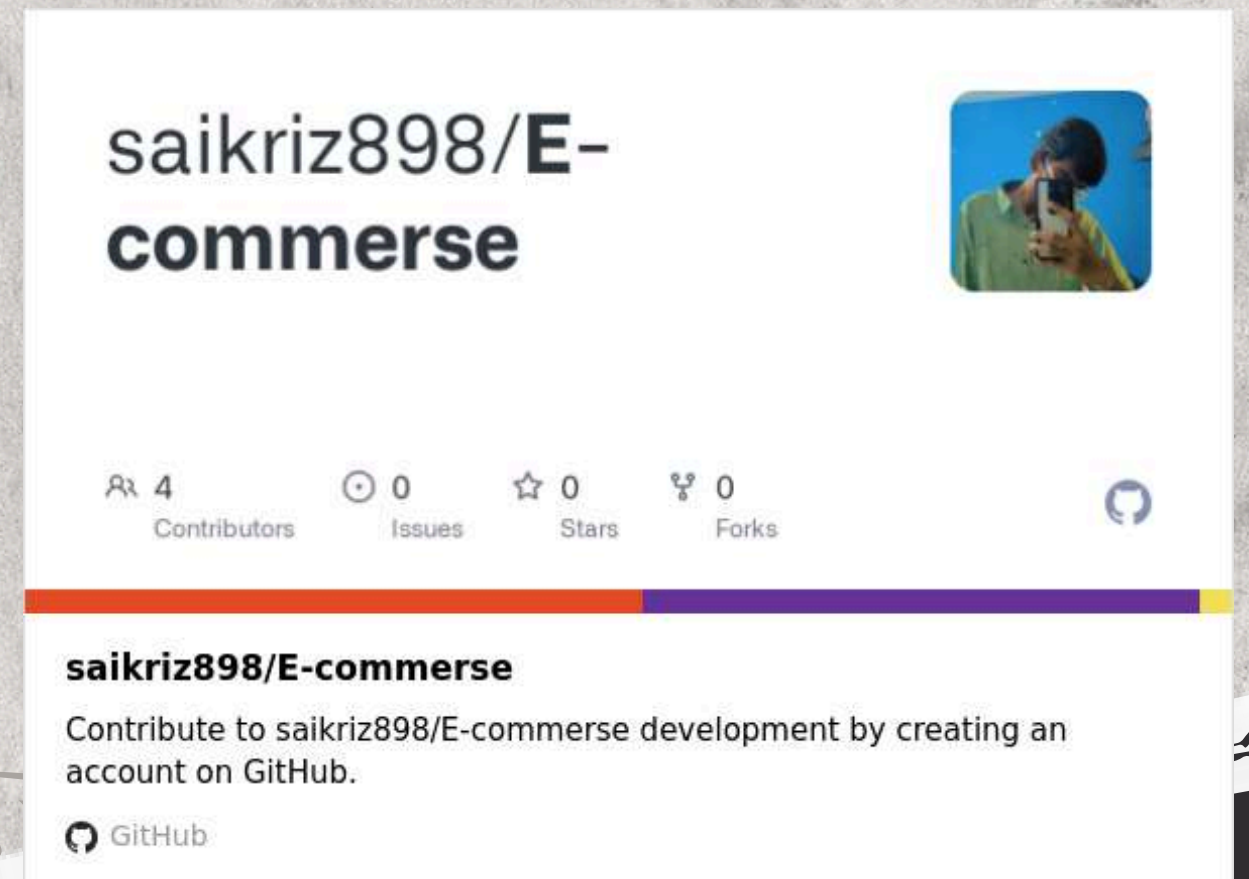 saikriz898/E-
commerse
4
Contributors
0
Issues
0
Stars
0
Forks
saikriz898/E-commerse
Contribute to saikriz898/E-commerse development by creating an
account on GitHub.
GitHub